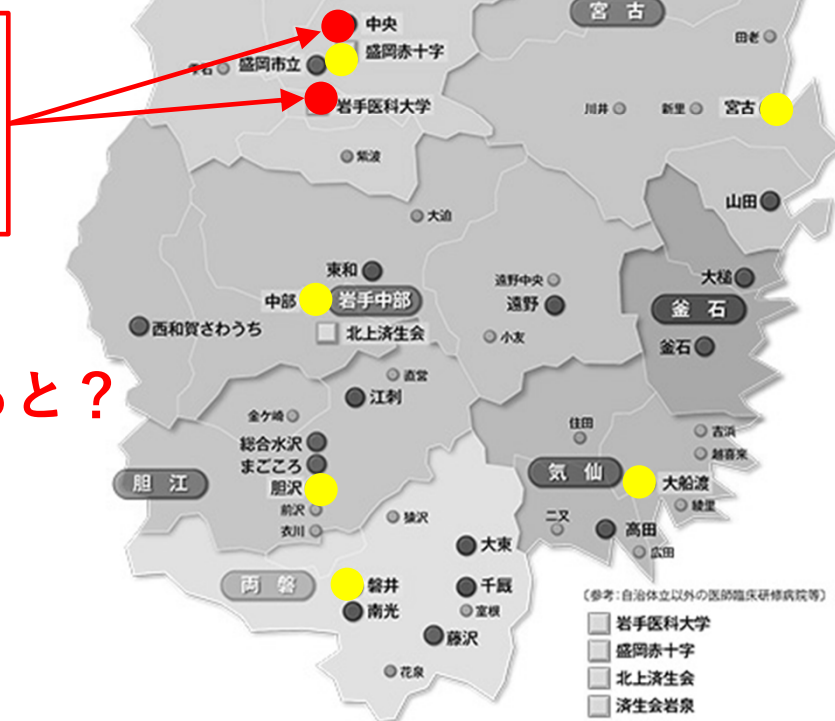 宮 古
中央
田老
盛岡赤十字
盛岡市立
雫石
岩手医科大学
川井
新里
宮古
紫波
山田
大迫
東和
遠野中央
大槌
中部
岩手中部
遠野
釜 石
西和賀さわうち
北上済生会
小友
釜石
直営
と？
江刺
金ケ崎
住田
吉浜
総合水沢
越喜来
まごころ
胆 江
気 仙
胆沢
大船渡
綾里
前沢
猿沢
二又
高田
衣川
大東
広田
両 磐
磐井
千厩
（参考：自治体立以外の医師臨床研修病院等）
南光
室根
岩手医科大学
藤沢
盛岡赤十字
花泉
北上済生会
済生会岩泉